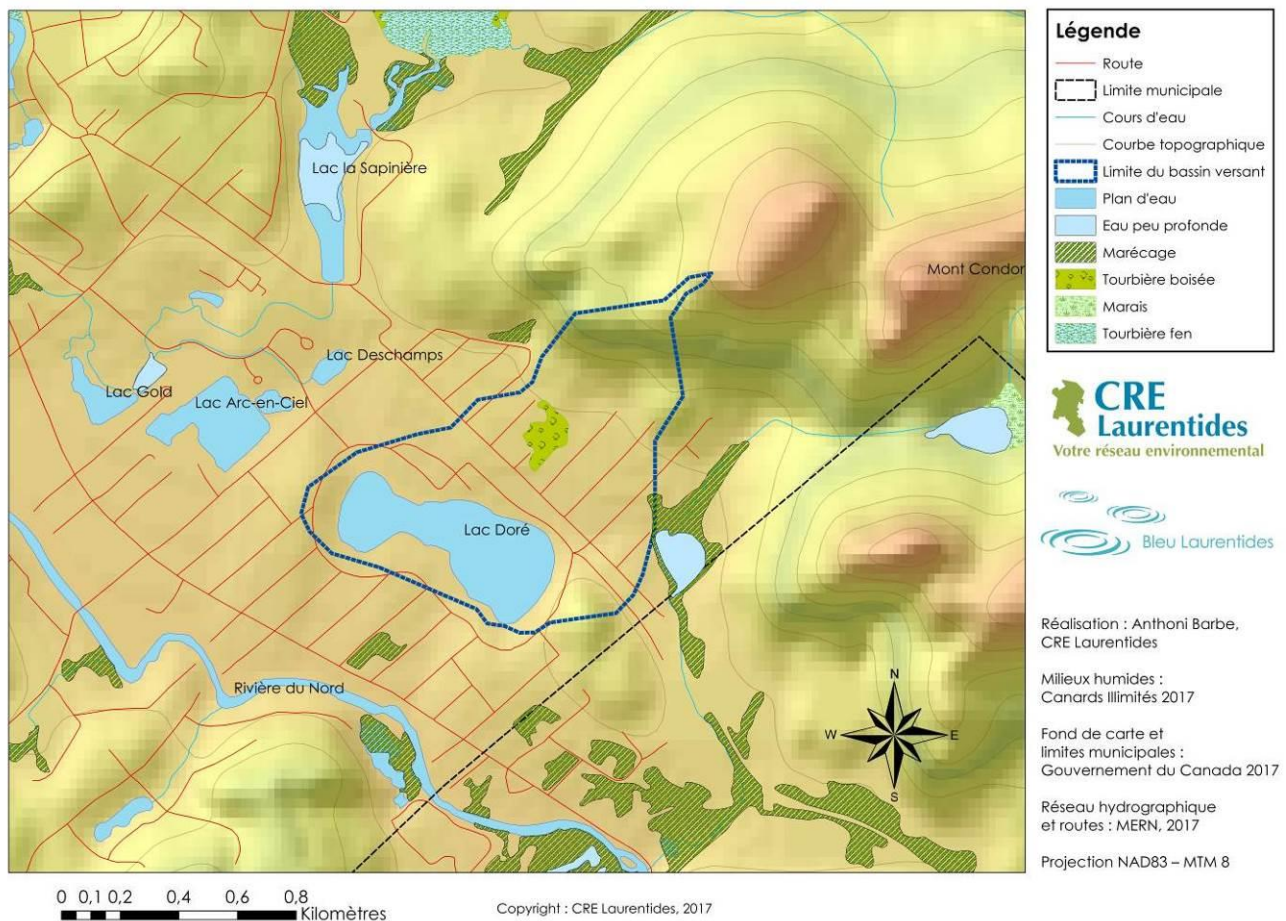 Lac la Sapinière
Mont Condor
Lac Deschamps
Lac Gold
Lac Arc-en-Ciel
Lac Doré
Rivière du Nord
N
W
E
S
0 0,1 0,2 0,4 0,6 0,8
Kilomètres
Copyright : CRE Laurentides, 2017
Légende
Route
Limite municipale
Cours d'eau
Courbe topographique
Limite du bassin versant
Plan d'eau
Eau peu profonde
Marécage
Tourbière boisée
Marais
Tourbière fen
CRE
Laurentides
Votre réseau environnemental
Bleu Laurentides
Réalisation : Anthoni Barbe,
CRE Laurentides
Milieux humides :
Canards Illimités 2017
Fond de carte et
limites municipales :
Gouvernement du Canada 2017
Réseau hydrographique
et routes : MERN, 2017
Projection NAD83 – MTM 8